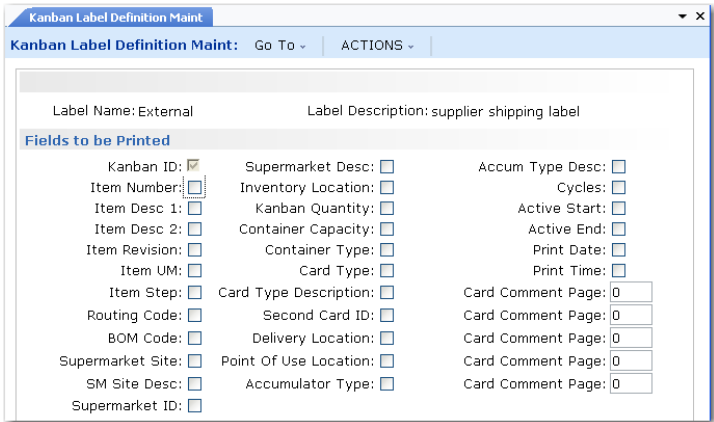 Kanban Label Definition Maint
Kanban Label Definition Maint: Go To ACTIONS
Label Name: External Label Description: supplier shipping label
Fields to be Printed
Kanban ID: Supermarket Desc: Accum Type Desc:
Item Number: Inventory Location: Cycles:
Item Desc 1: Kanban Quantity: Active Start:
Item Desc 2: Container Capacity: Active End:
Item Revision: Container Type: Print Date:
Item UM: Card Type: Print Time:
Item Step: Card Type Description: Card Comment Page: 0
Routing Code: Second Card ID: Card Comment Page: 0
BOM Code: Delivery Location: Card Comment Page: 0
Supermarket Site: Point Of Use Location: Card Comment Page: 0
SM Site Desc: Accumulator Type: Card Comment Page: 0
Supermarket ID: